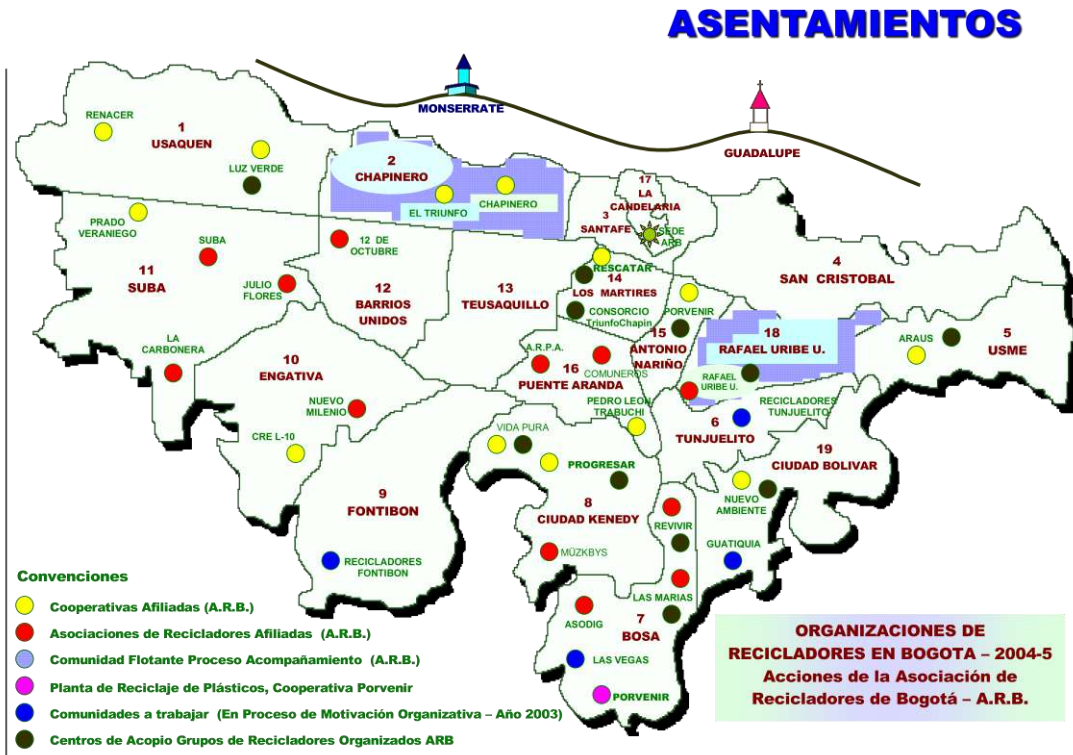 ASENTAMIENTOS
MONSERRATE
GUADALUPE
RENACER
1
USAQUEN
LUZ VERDE
2
CHAPINERO
EL TRIUNFO
CHAPINERO
17
LA
CANDELARIA
3
SANTAFE
SEDE
ARB
4
SAN CRISTOBAL
PRADO
VERANIEGO
SUBA
11
SUBA
JULIO
FLORES
LA
CARBONERA
12 DE
OCTUBRE
12
BARRIOS
UNIDOS
13
TEUSAQUILLO
RESCATAR
14
LOS MARTIRES
CONSORCIO
TriunfoChapin
PORVENIR
15
ANTONIO
NARIÑO
18
RAFAEL URIBE U.
RAFAEL
URIBE U.
ARAUS
5
USME
10
ENGATIVA
NUEVO
MILENIO
CRE L-10
A.R.P.A.
16
PUENTE ARANDA
COMUNEROS
PEDRO LEON
TRABUCHI
6
TUNJUELITO
RECICLADORES
TUNJUELITO
19
CIUDAD BOLIVAR
NUEVO
AMBIENTE
GUATIQUIA
VIDA PURA
PROGRESAR
8
CIUDAD KENEDY
MÜZKBYS
9
FONTIBON
RECICLADORES
FONTIBON
REVIVIR
LAS MARIAS
ASODIG
7
BOSA
LAS VEGAS
PORVENIR
Convenciones
Cooperativas Afiliadas (A.R.B.)
Asociaciones de Recicladores Afiliadas (A.R.B.)
Comunidad Flotante Proceso Acompañamiento (A.R.B.)
Planta de Reciclaje de Plásticos, Cooperativa Porvenir
Comunidades a trabajar (En Proceso de Motivación Organizativa – Año 2003)
Centros de Acopio Grupos de Recicladores Organizados ARB
ORGANIZACIONES DE
RECICLADORES EN BOGOTA – 2004-5
Acciones de la Asociación de
Recicladores de Bogotá – A.R.B.